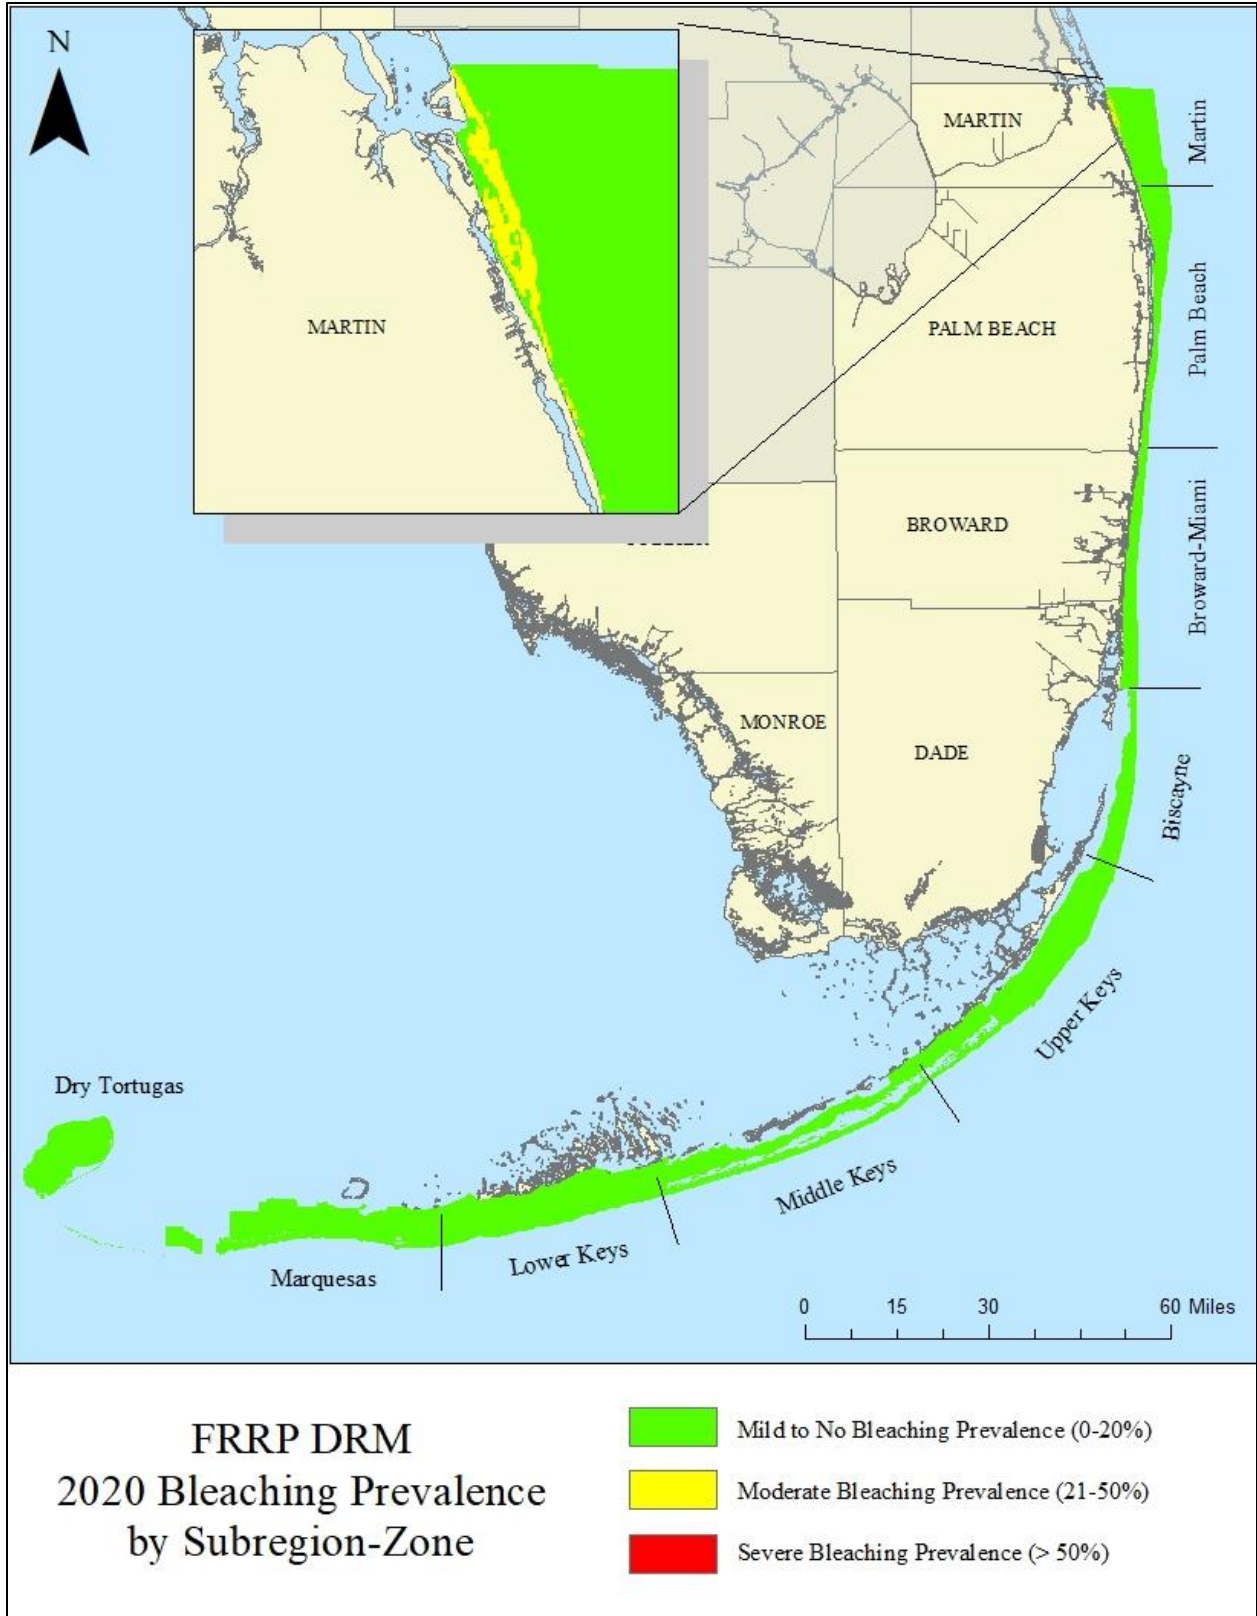 N
MARTIN
MARTIN
Martin
PALM BEACH
Palm Beach
BROWARD
Broward-Miami
MONROE
DADE
Biscayne
Upper Keys
Dry Tortugas
Middle Keys
Lower Keys
Marquesas
0 15 30 60 Miles
FRRP DRM
2020 Bleaching Prevalence
by Subregion-Zone
Mild to No Bleaching Prevalence (0-20%)
Moderate Bleaching Prevalence (21-50%)
Severe Bleaching Prevalence (> 50%)